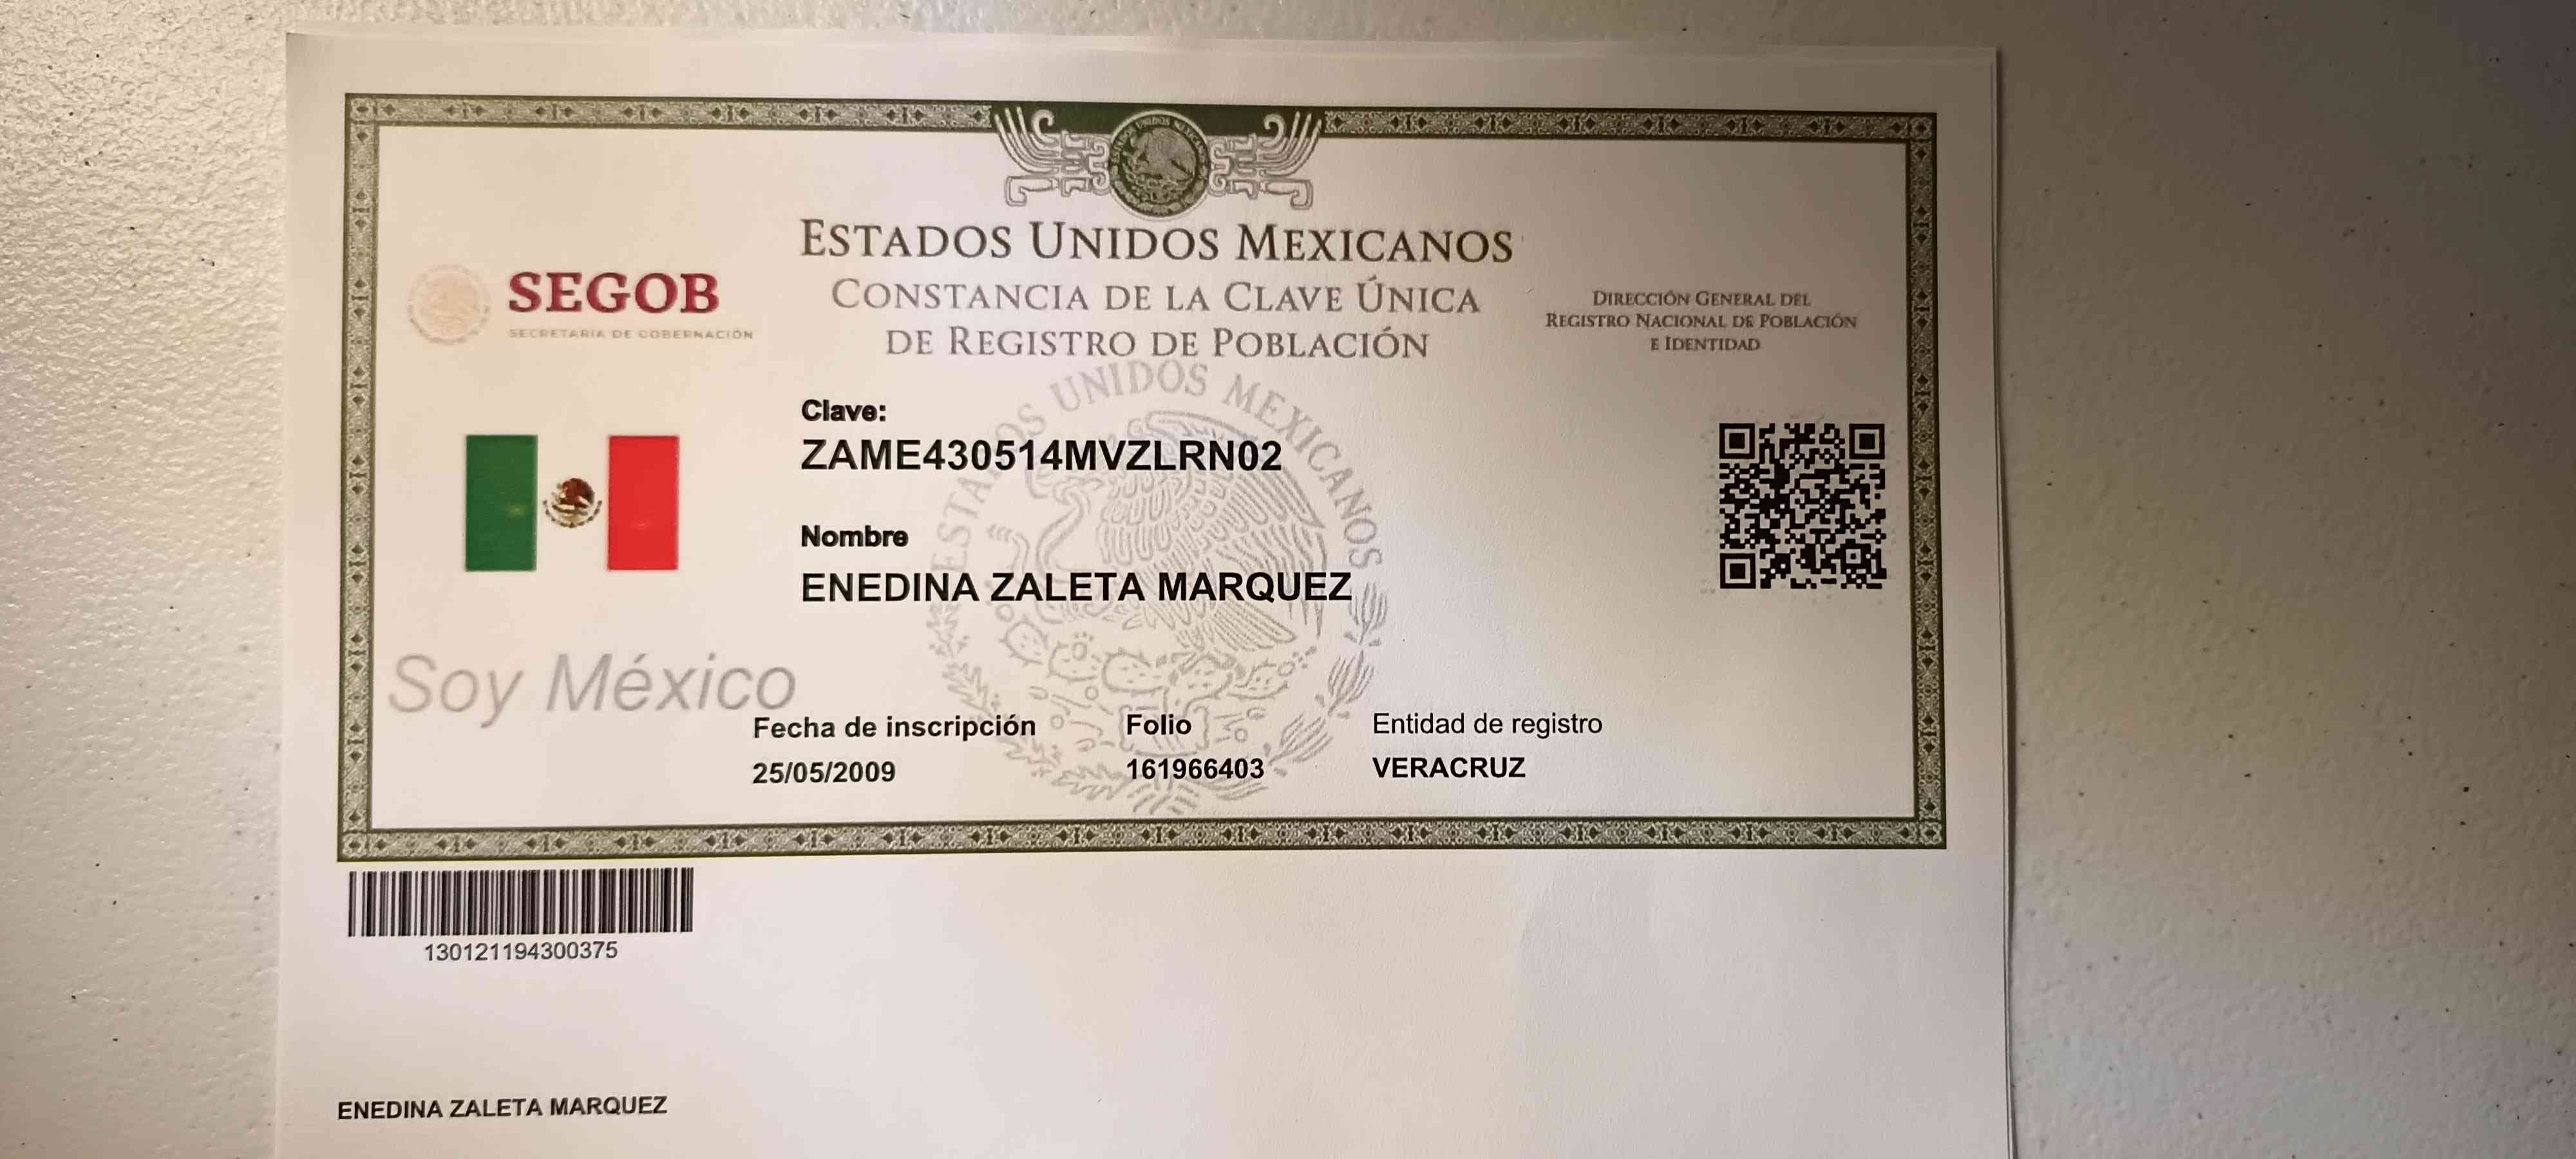 ESTADOS UNIDOS MEXICANOS
CONSTANCIA DE LA CLAVE ÚNICA
DE REGISTRO DE POBLACIÓN
SEGOB
SECRETARÍA DE GOBERNACIÓN
DIRECCIÓN GENERAL DEL
REGISTRO NACIONAL DE POBLACIÓN
E IDENTIDAD
ESTADOS UNIDOS MEXICANOS
Clave:
ZAME430514MVZLRN02
Nombre
ENEDINA ZALETA MARQUEZ
Soy México
Fecha de inscripción Folio Entidad de registro
25/05/2009 161966403 VERACRUZ
130121194300375
ENEDINA ZALETA MARQUEZ